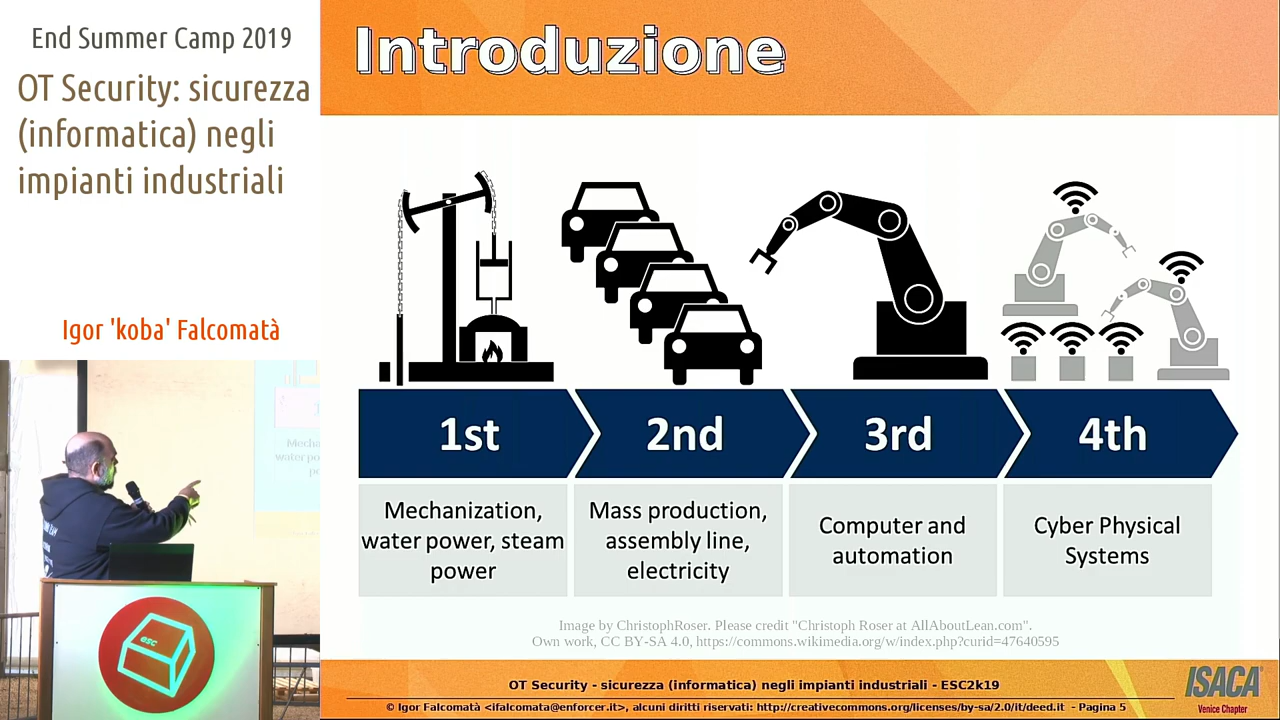 End Summer Camp 2019
OT Security: sicurezza
(informatica) negli
impianti industriali
Igor 'koba' Falcomatà
esc
Introduzione
1st
2nd
3rd
4th
Mechanization,
water power, steam
power
Mass production,
assembly line,
electricity
Computer and
automation
Cyber Physical
Systems
Image by ChristophRoser. Please credit "Christoph Roser at AllAboutLean.com".
Own work, CC BY-SA 4.0, https://commons.wikimedia.org/w/index.php?curid=47640595
OT Security - sicurezza (informatica) negli impianti industriali - ESC2k19
© Igor Falcomatà <ifalcomata@enforcer.it>, alcuni diritti riservati: http://creativecommons.org/licenses/by-sa/2.0/it/deed.it - Pagina 5
ISACA
Venice Chapter